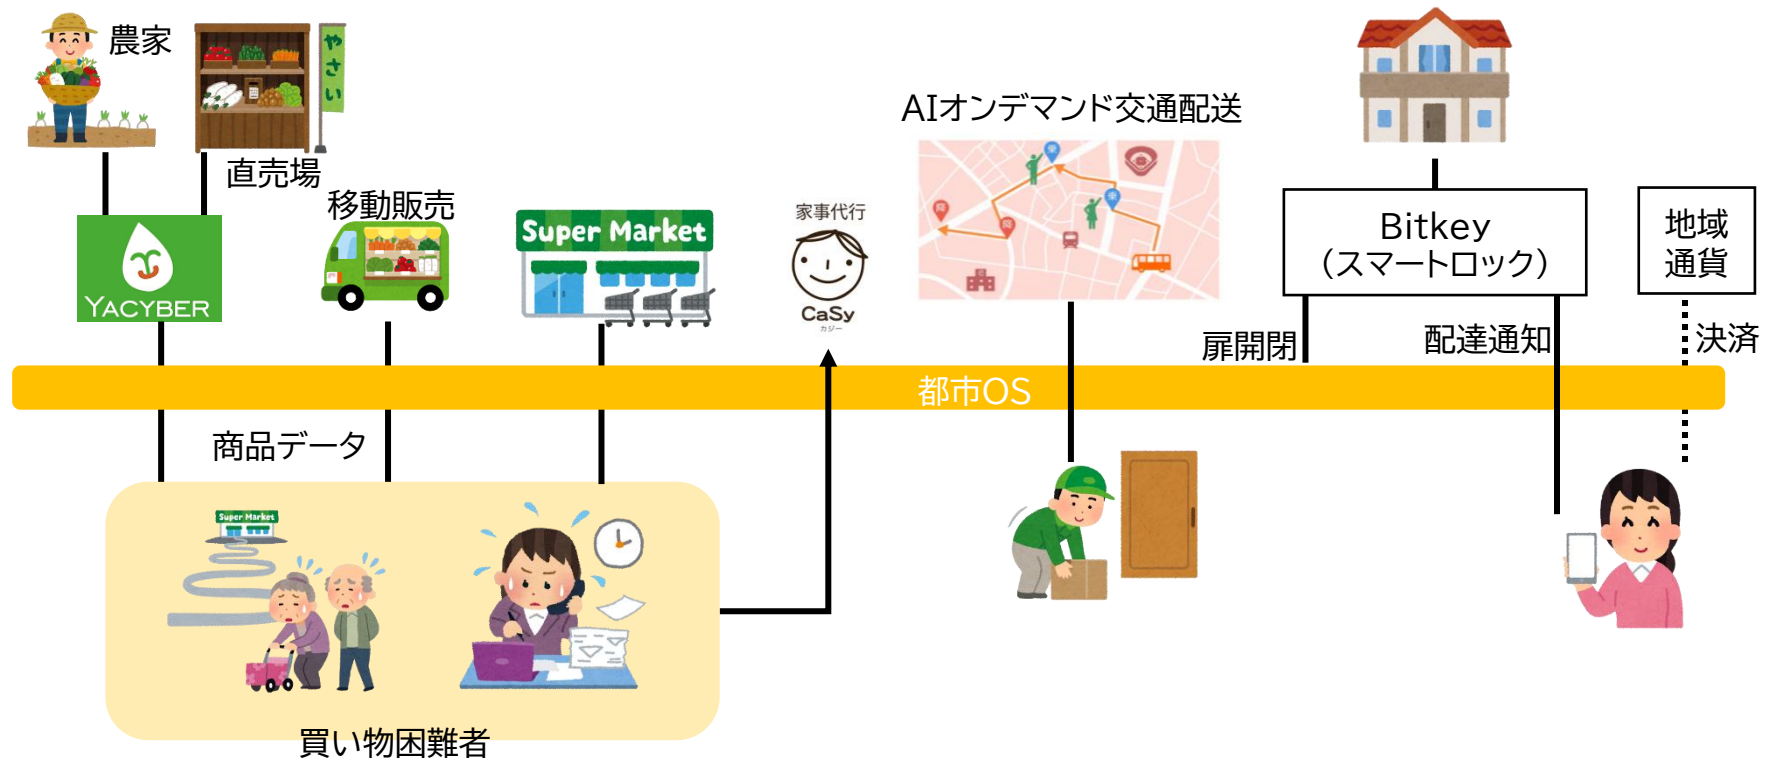 農家
やさい
直売場
YACYBER
移動販売
Super Market
家事代行
CaSy
カジー
AIオンデマンド交通配送
Bitkey
(スマートロック)
地域
通貨
扉開閉
配達通知
決済
都市OS
商品データ
Super Market
買い物困難者